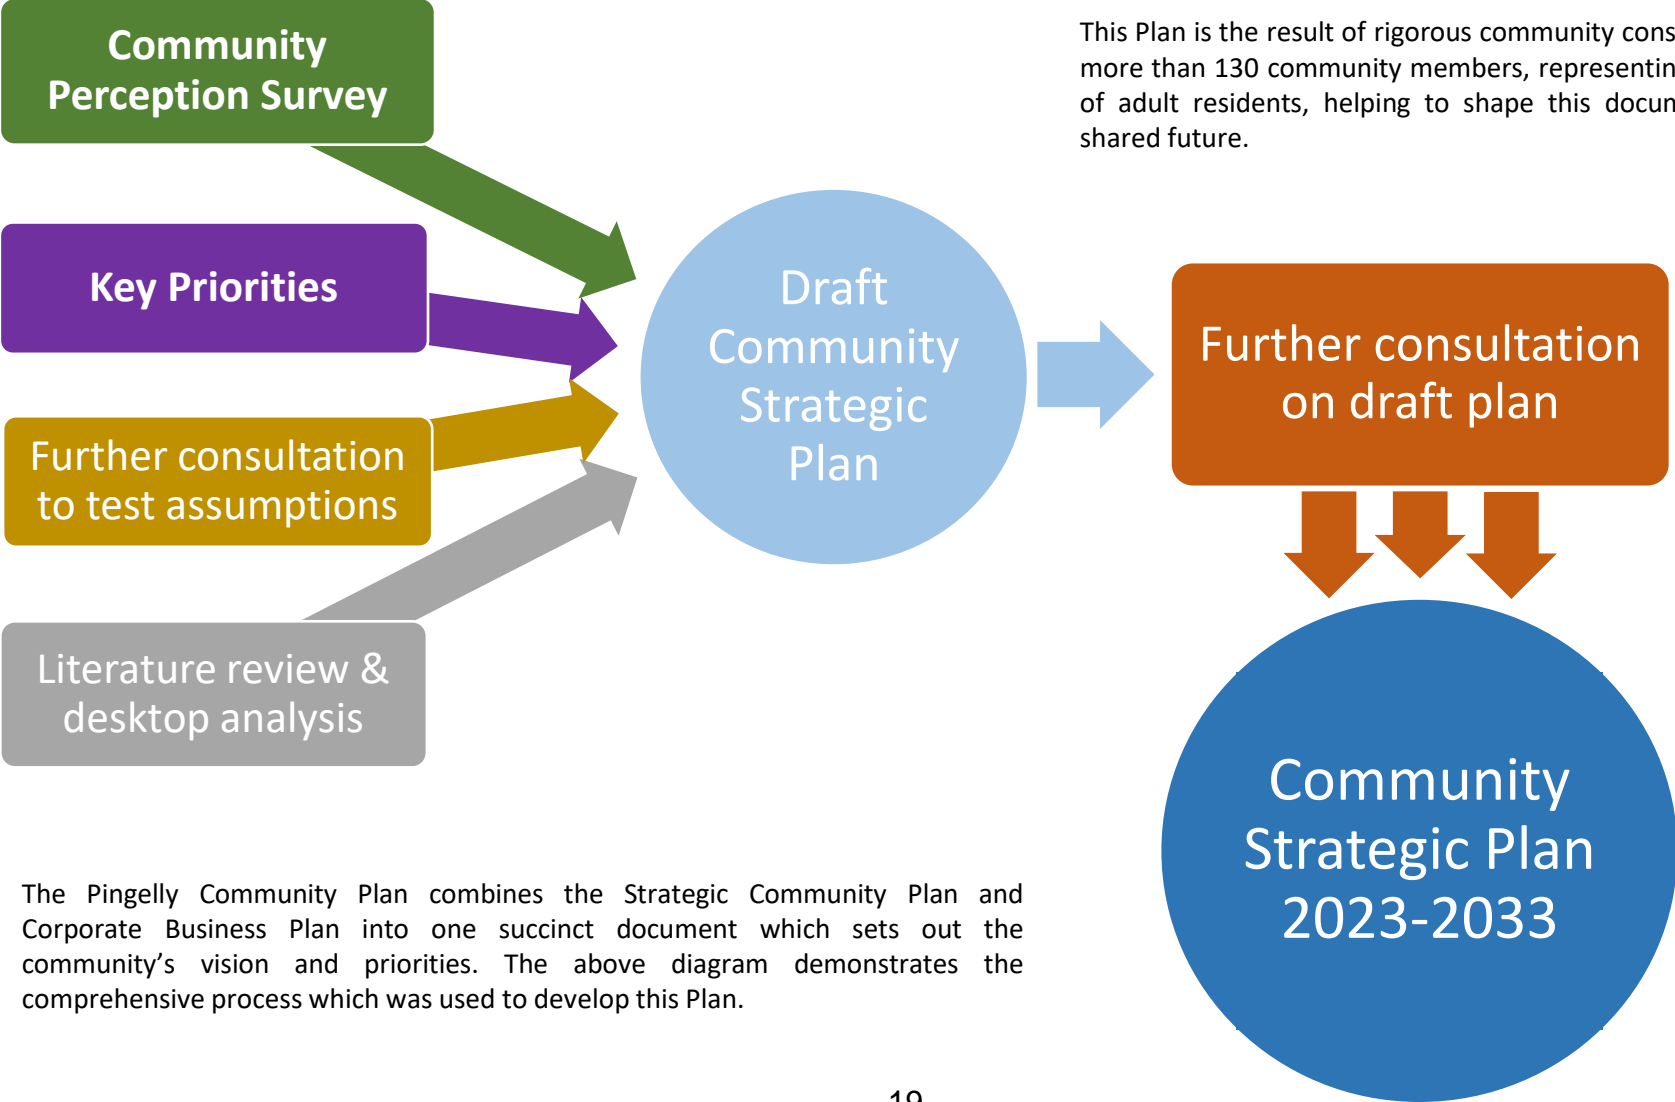 Community
Perception Survey
Key Priorities
Further consultation
to test assumptions
Literature review &
desktop analysis
Draft
Community
Strategic
Plan
This Plan is the result of rigorous community cons
more than 130 community members, representin
of adult residents, helping to shape this docum
shared future.
Further consultation
on draft plan
Community
Strategic Plan
2023-2033
The Pingelly Community Plan combines the Strategic Community Plan and
Corporate Business Plan into one succinct document which sets out the
community’s vision and priorities. The above diagram demonstrates the
comprehensive process which was used to develop this Plan.
19